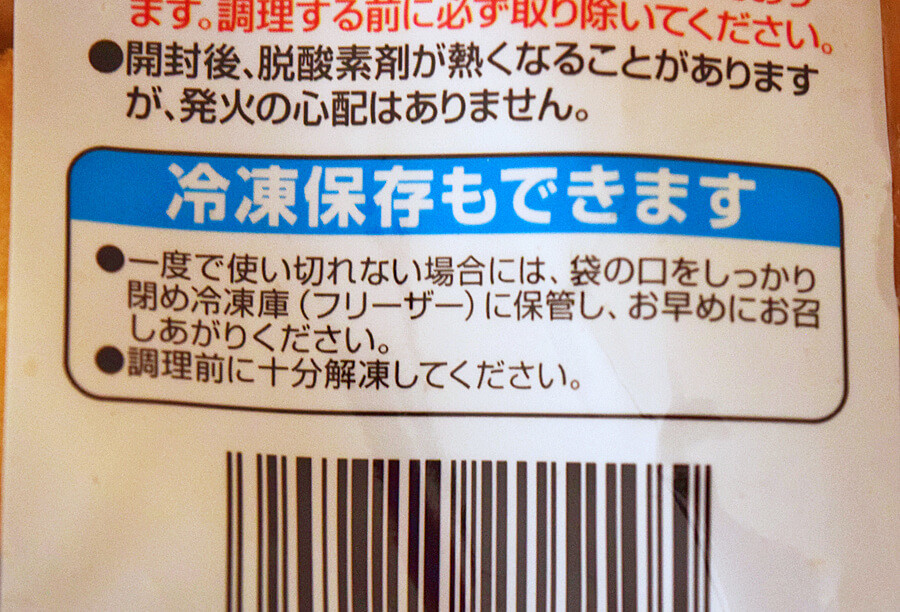 ます。調理する前に必ず取り除いてください。
●開封後、脱酸素剤が熱くなることがあります
が、発火の心配はありません。
冷凍保存もできます
●一度で使い切れない場合には、袋の口をしっかり
閉め冷凍庫(フリーザー)に保管し、お早めにお召
しあがりください。
●調理前に十分解凍してください。